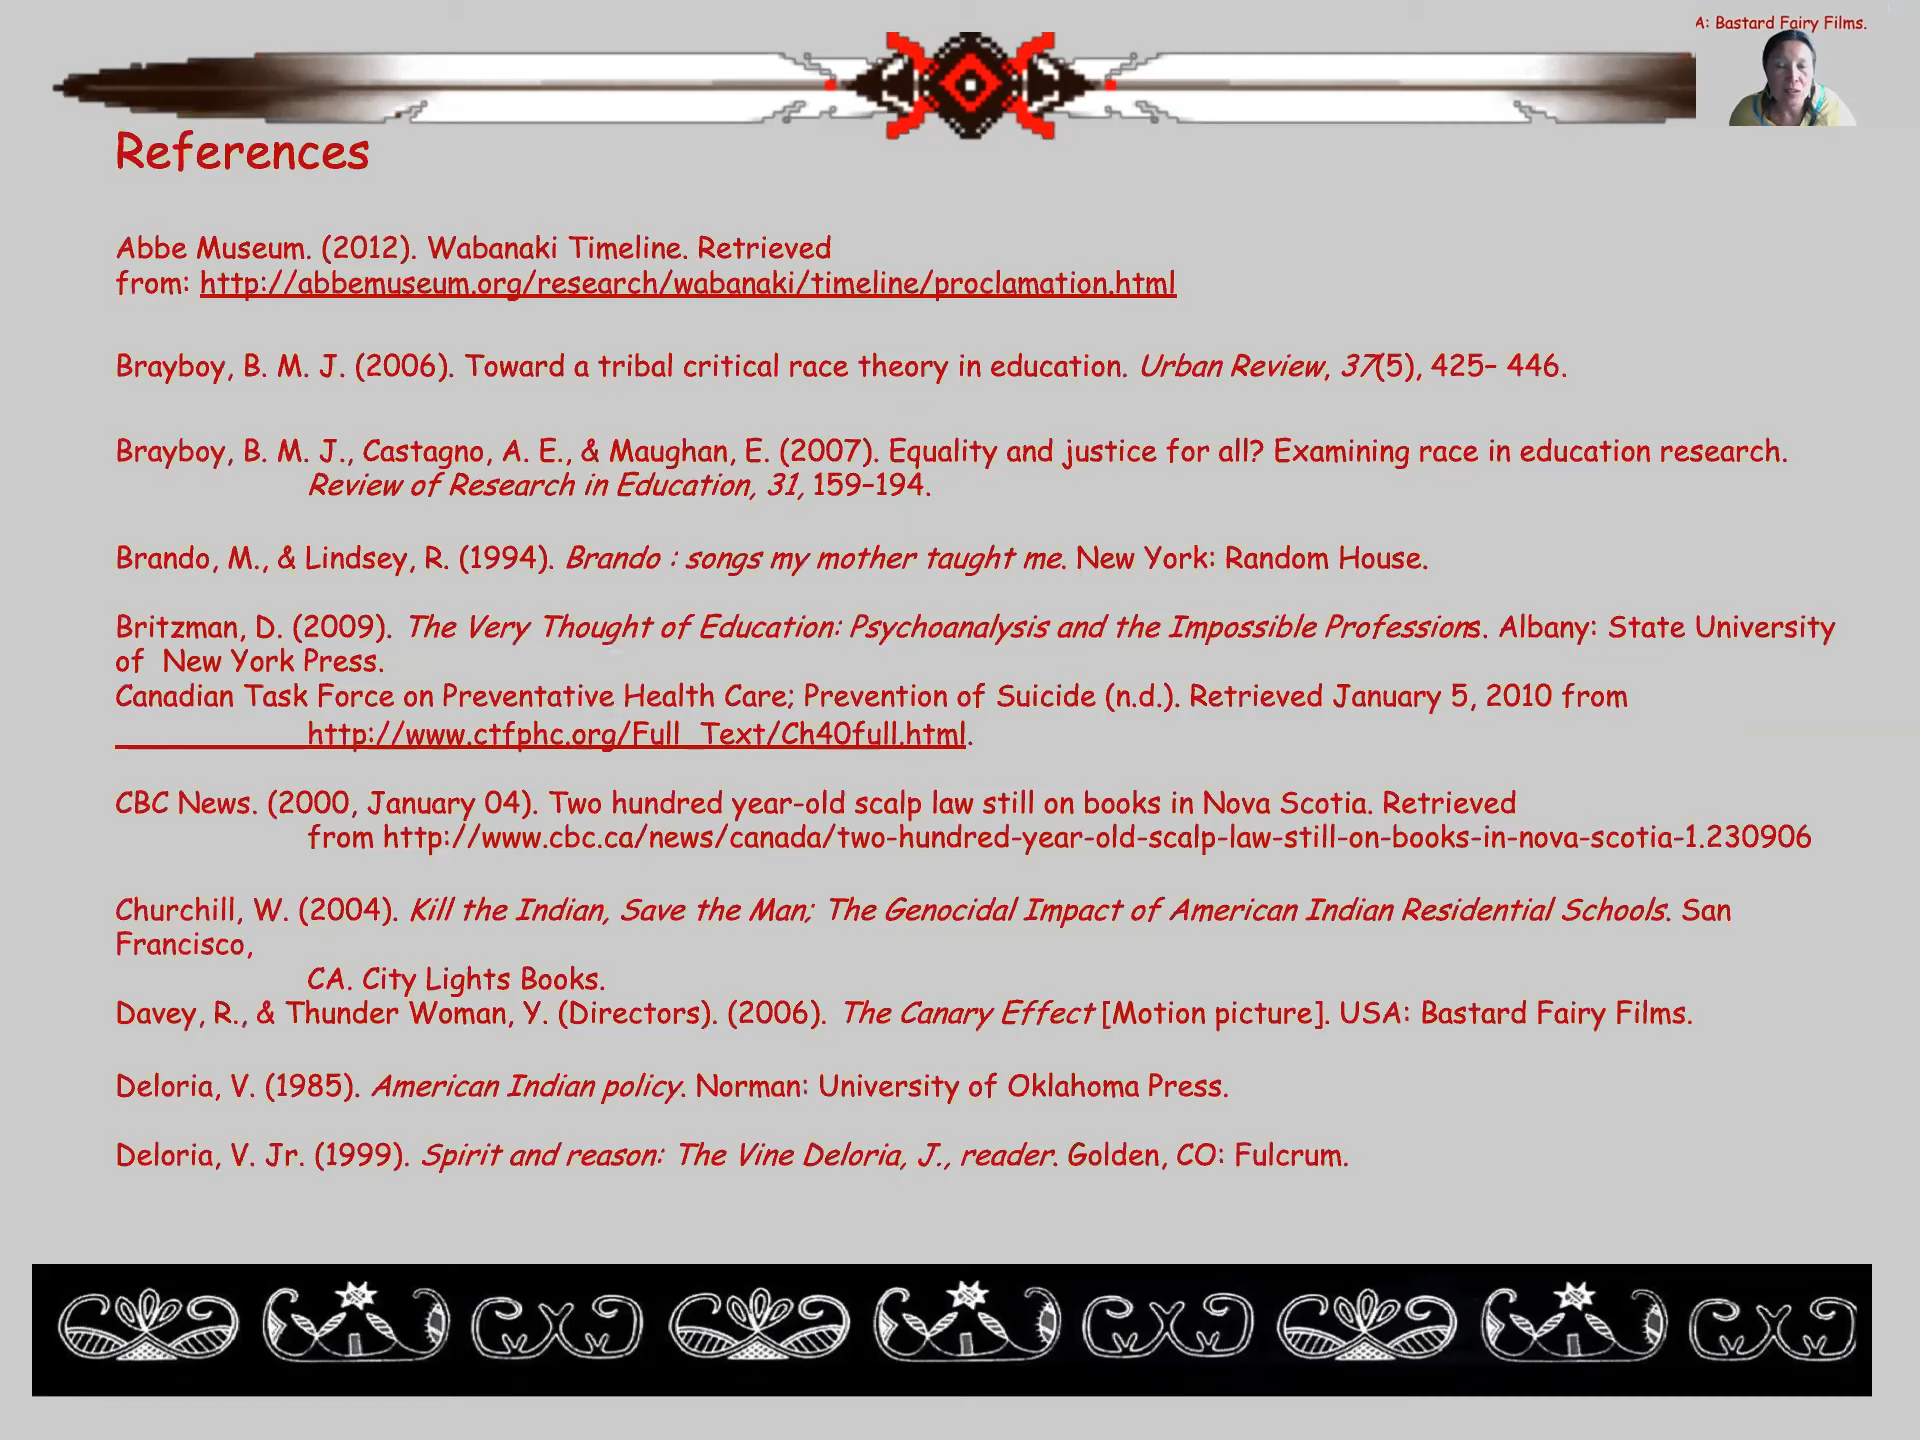 A: Bastard Fairy Films.
References
Abbe Museum. (2012). Wabanaki Timeline. Retrieved
from: http://abbemuseum.org/research/wabanaki/timeline/proclamation.html
Brayboy, B. M. J. (2006). Toward a tribal critical race theory in education. Urban Review, 37(5), 425– 446.
Brayboy, B. M. J., Castagno, A. E., & Maughan, E. (2007). Equality and justice for all? Examining race in education research.
Review of Research in Education, 31, 159–194.
Brando, M., & Lindsey, R. (1994). Brando : songs my mother taught me. New York: Random House.
Britzman, D. (2009). The Very Thought of Education: Psychoanalysis and the Impossible Professions. Albany: State University
of New York Press.
Canadian Task Force on Preventative Health Care; Prevention of Suicide (n.d.). Retrieved January 5, 2010 from
http://www.ctfphc.org/Full_Text/Ch40full.html.
CBC News. (2000, January 04). Two hundred year-old scalp law still on books in Nova Scotia. Retrieved
from http://www.cbc.ca/news/canada/two-hundred-year-old-scalp-law-still-on-books-in-nova-scotia-1.230906
Churchill, W. (2004). Kill the Indian, Save the Man; The Genocidal Impact of American Indian Residential Schools. San
Francisco,
CA. City Lights Books.
Davey, R., & Thunder Woman, Y. (Directors). (2006). The Canary Effect [Motion picture]. USA: Bastard Fairy Films.
Deloria, V. (1985). American Indian policy. Norman: University of Oklahoma Press.
Deloria, V. Jr. (1999). Spirit and reason: The Vine Deloria, J., reader. Golden, CO: Fulcrum.